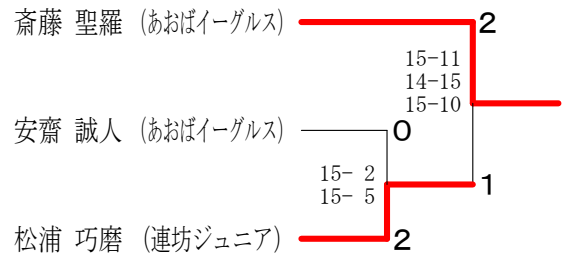 斎藤 聖羅 (あおばイーグルス) 2
15-11
14-15
15-10
安齋 誠人 (あおばイーグルス) 0
15- 2
15- 5
1
松浦 巧磨 (連坊ジュニア) 2